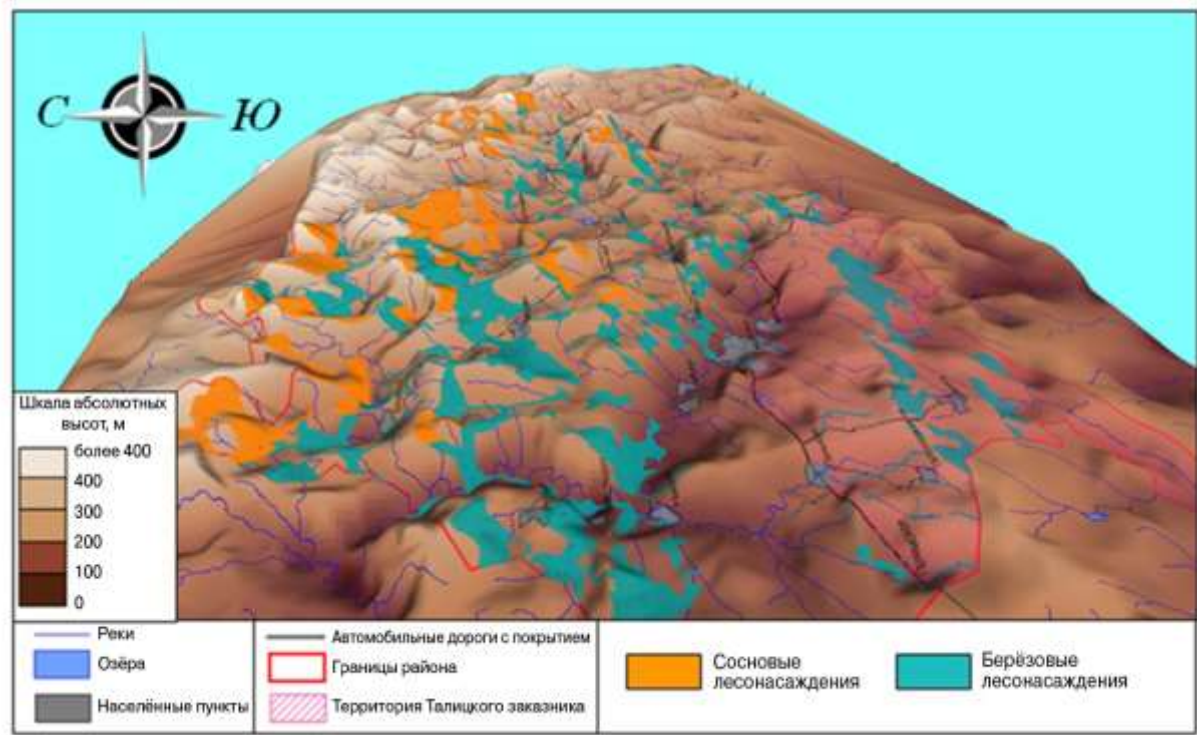 С Ю
Шкала абсолютных
высот, м
более 400
400
300
200
100
0
Реки
Озёра
Населённые пункты
Автомобильные дороги с покрытием
Границы района
Территория Талицкого заказника
Сосновые
лесонасаждения
Берёзовые
лесонасаждения